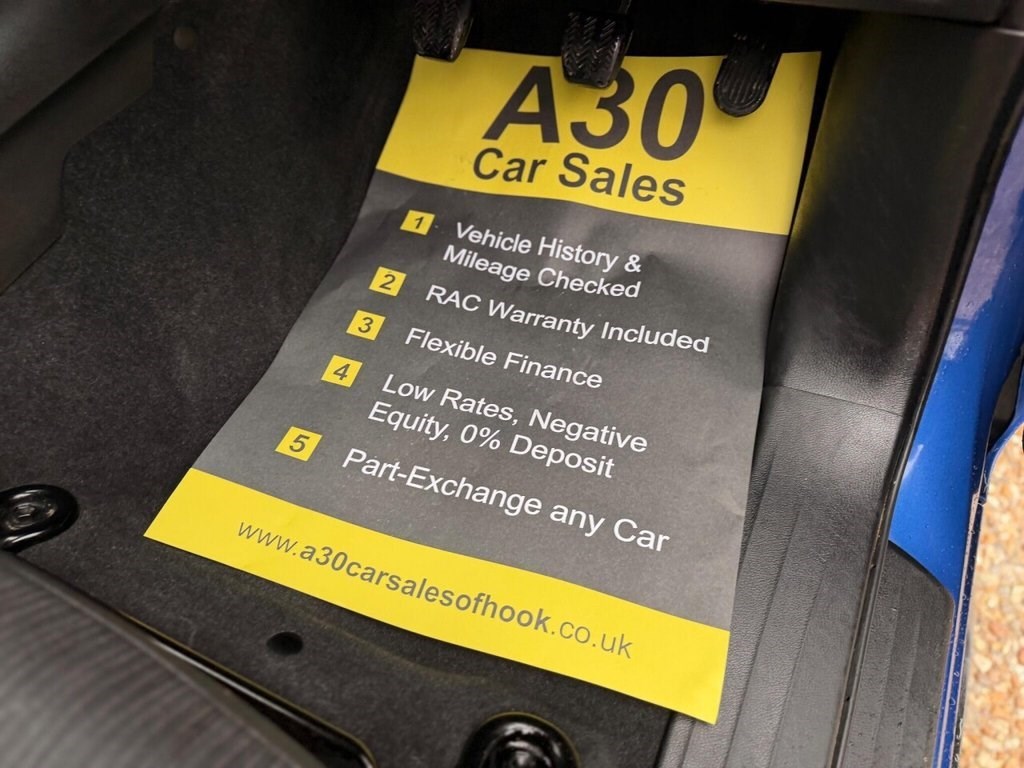 A30
Car Sales
1 Vehicle History &
Mileage Checked
2 RAC Warranty Included
3 Flexible Finance
4 Low Rates, Negative
Equity, 0% Deposit
5 Part-Exchange any Car
www.a30carsalesofhook.co.uk